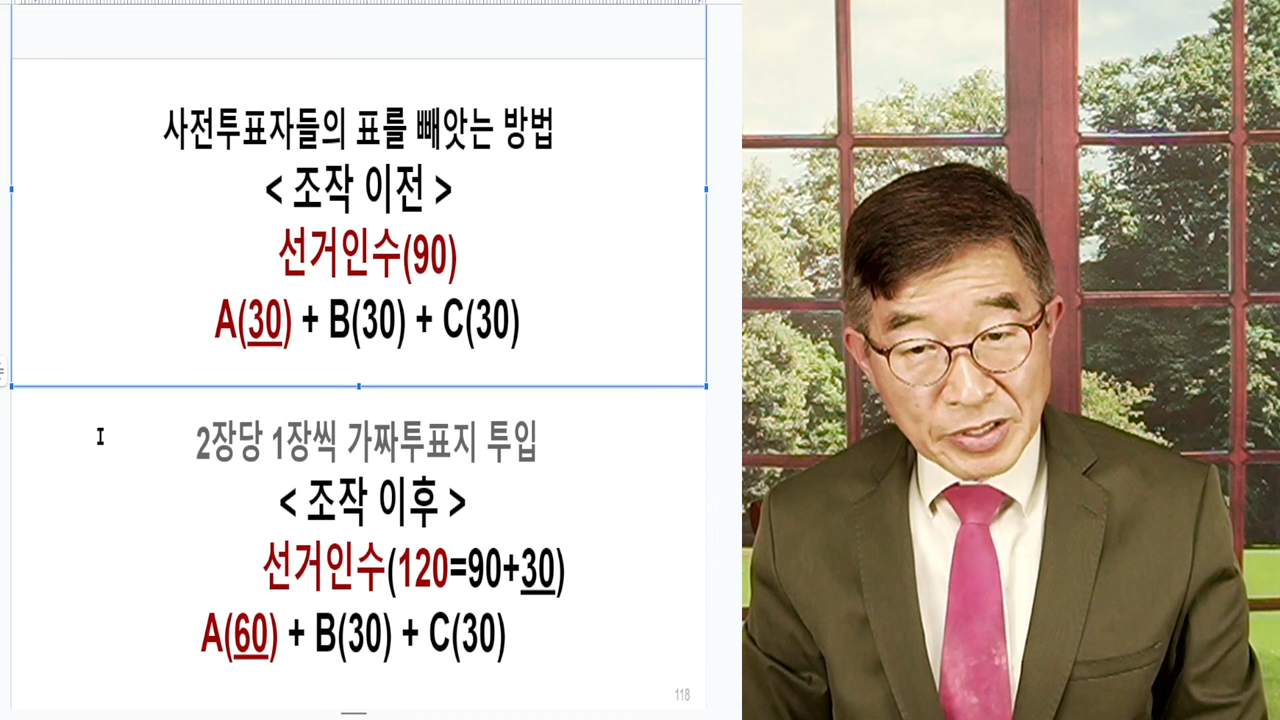 사전투표자들의 표를 빼앗는 방법
< 조작 이전 >
선거인수(90)
A(30) + B(30) + C(30)
2장당 1장씩 가짜투표지 투입
< 조작 이후 >
선거인수(120=90+30)
A(60) + B(30) + C(30)
118